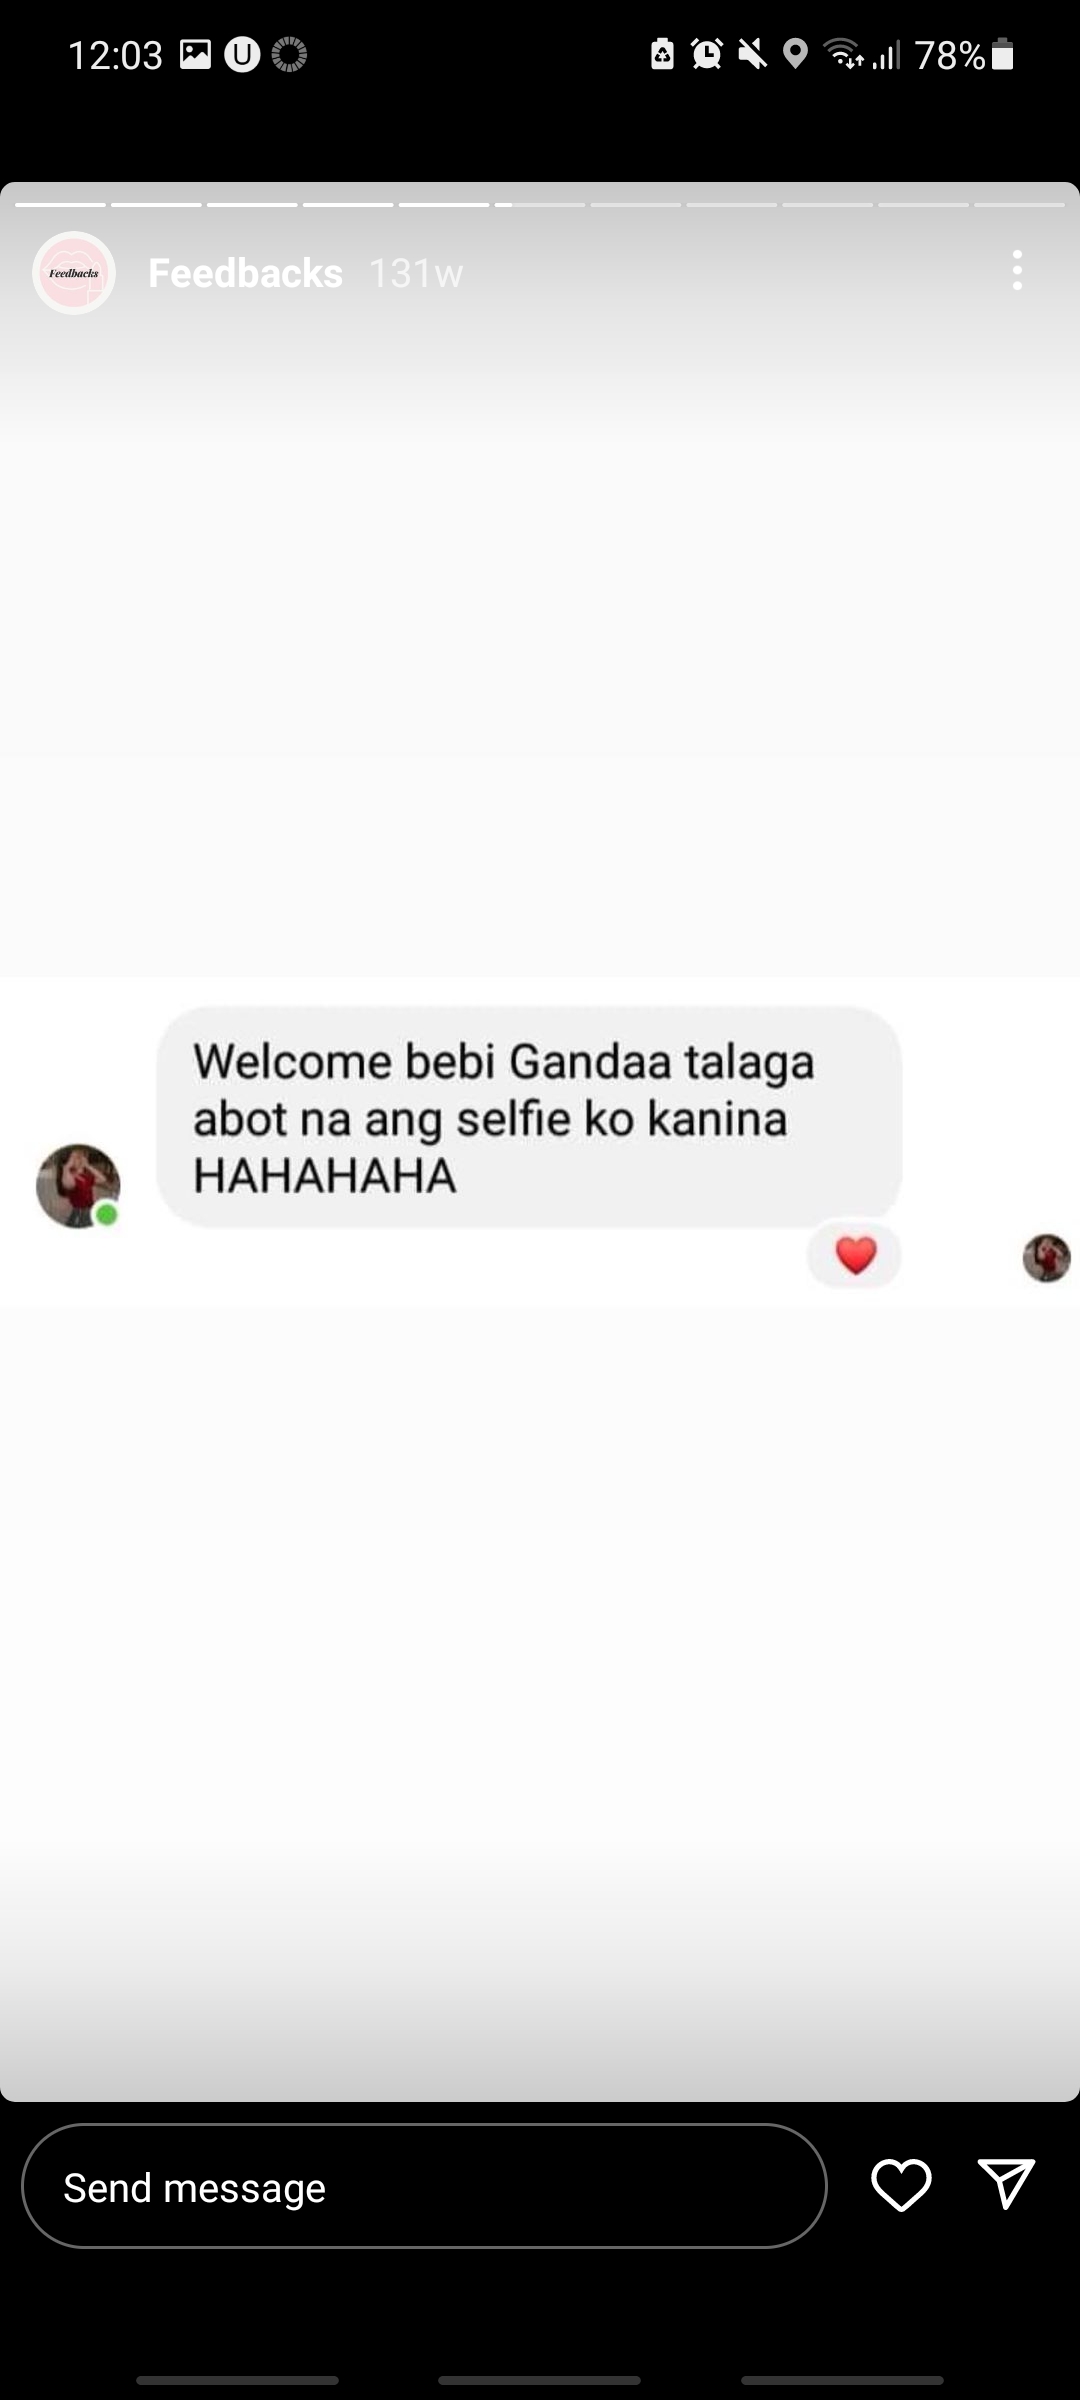 12:03 U 78%
Feedbacks Feedbacks 131w
Welcome bebi Gandaa talaga
abot na ang selfie ko kanina
HAHAHAHA
Send message